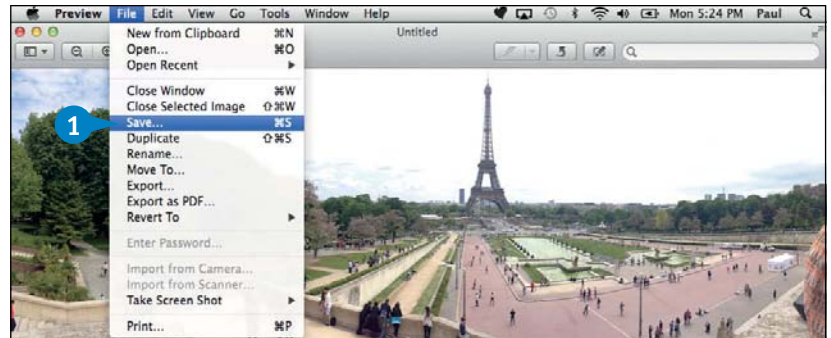 Preview File Edit View Go Tools Window Help Mon 5:24 PM Paul
Untitled
New from Clipboard ⌘N
Open... ⌘O
Open Recent
Close Window ⌘W
Close Selected Image ⇧⌘W
1 Save... ⌘S
Duplicate ⇧⌘S
Rename...
Move To...
Export...
Export as PDF...
Revert To
Enter Password...
Import from Camera...
Import from Scanner...
Take Screen Shot
Print... ⌘P